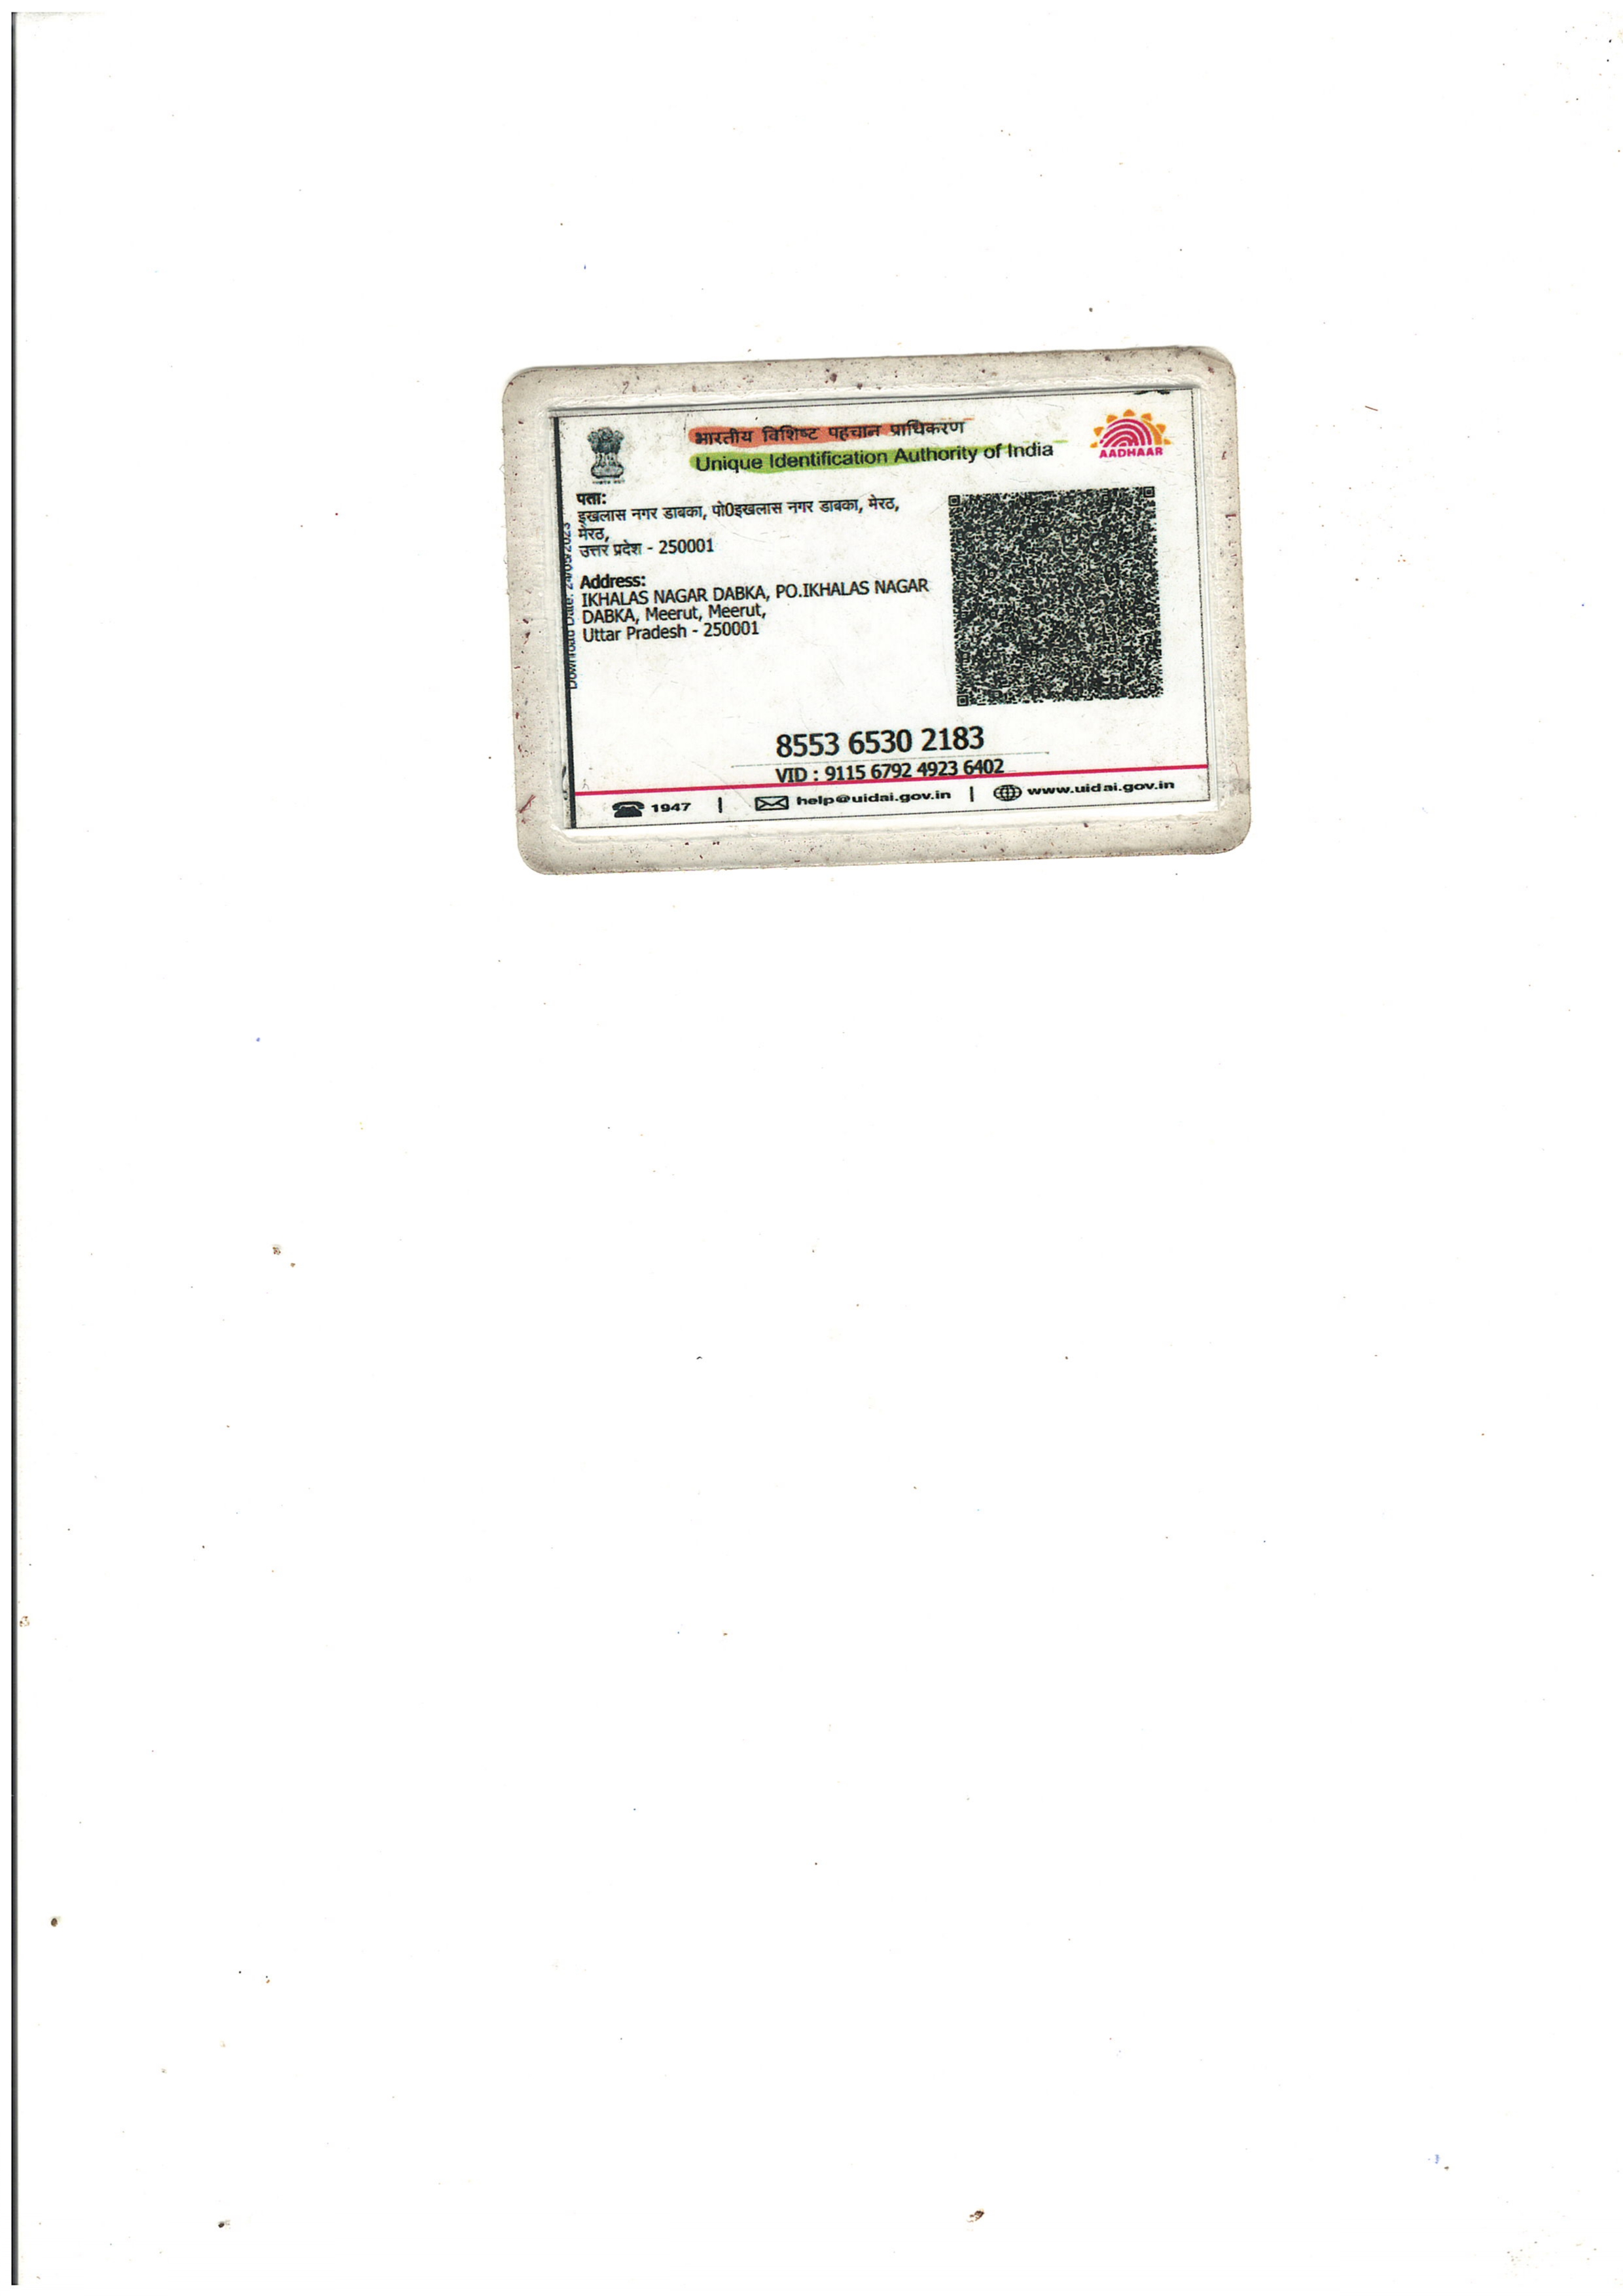 भारतीय विशिष्ट पहचान प्राधिकरण
Unique Identification Authority of India
AADHAAR
पता:
इखलास नगर डाबका, पो0इखलास नगर डाबका, मेरठ,
मेरठ,
उत्तर प्रदेश - 250001
Address:
IKHALAS NAGAR DABKA, PO.IKHALAS NAGAR
DABKA, Meerut, Meerut,
Uttar Pradesh - 250001
Download Date: 24/05/2023
8553 6530 2183
VID : 9115 6792 4923 6402
1947 | help@uidai.gov.in | www.uidai.gov.in